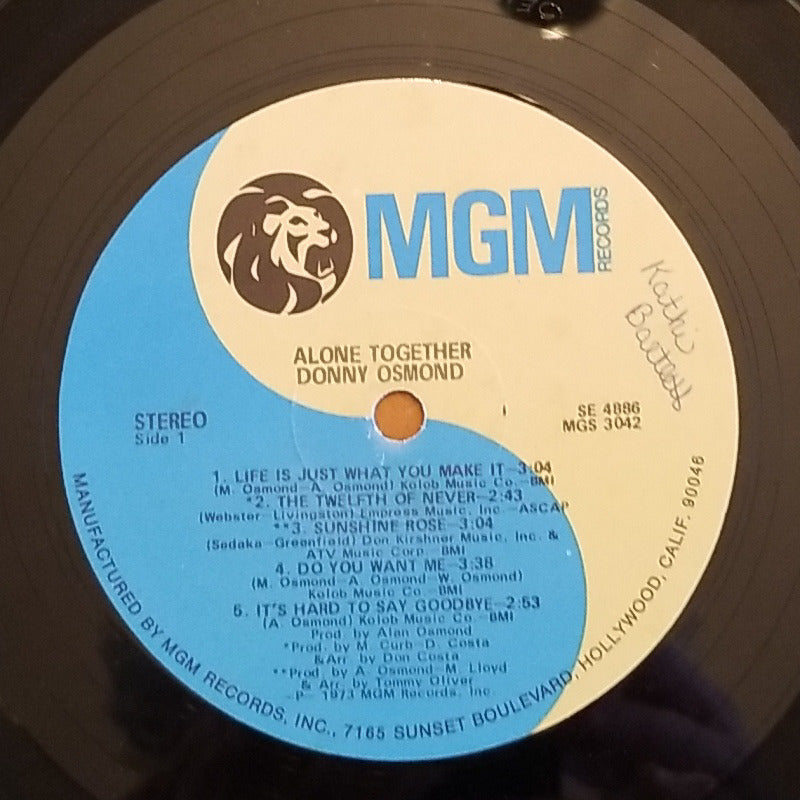 MGM
RECORDS
Kathi
Bartlett
ALONE TOGETHER
DONNY OSMOND
STEREO
Side 1
SE 4886
MGS 3042
1. LIFE IS JUST WHAT YOU MAKE IT—3:04
(M. Osmond—A. Osmond) Kolob Music Co.—BMI
*2. THE TWELFTH OF NEVER—2:43
(Webster—Livingston) Empress Music, Inc.—ASCAP
**3. SUNSHINE ROSE—3:04
(Sedaka—Greenfield) Don Kirshner Music, Inc. &
ATV Music Corp.—BMI
4. DO YOU WANT ME—3:38
(M. Osmond—A. Osmond—W. Osmond)
Kolob Music Co.—BMI
5. IT'S HARD TO SAY GOODBYE—2:53
(A. Osmond) Kolob Music Co.—BMI
Prod. by Alan Osmond
*Prod. by M. Curb—D. Costa
& Arr. by Don Costa
**Prod. by A. Osmond—M. Lloyd
& Arr. by Tommy Oliver
P 1973 MGM Records, Inc.
MANUFACTURED BY MGM RECORDS, INC., 7165 SUNSET BOULEVARD, HOLLYWOOD, CALIF. 90046